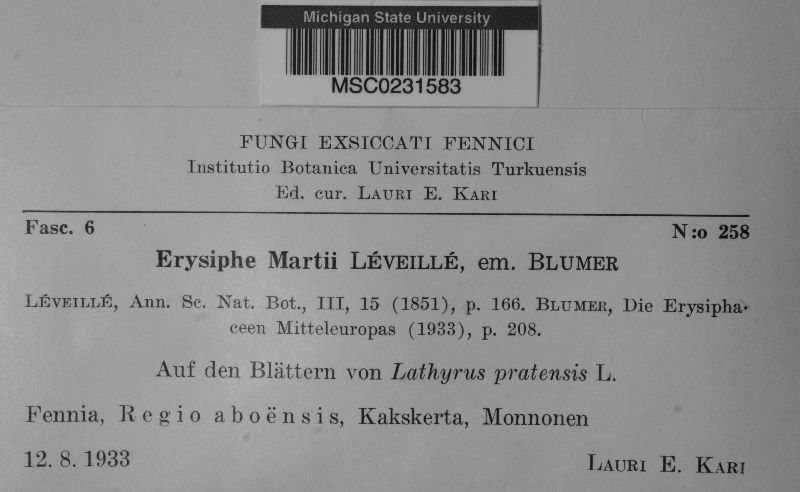 Michigan State University
MSC0231583
FUNGI EXSICCATI FENNICI
Institutio Botanica Universitatis Turkuensis
Ed. cur. LAURI E. KARI
Fasc. 6 N:o 258
Erysiphe Martii LÉVEILLÉ, em. BLUMER
LÉVEILLÉ, Ann. Sc. Nat. Bot., III, 15 (1851), p. 166. BLUMER, Die Erysipha-
ceen Mitteleuropas (1933), p. 208.
Auf den Blättern von Lathyrus pratensis L.
Fennia, Regio aboënsis, Kakskerta, Monnonen
12. 8. 1933 LAURI E. KARI